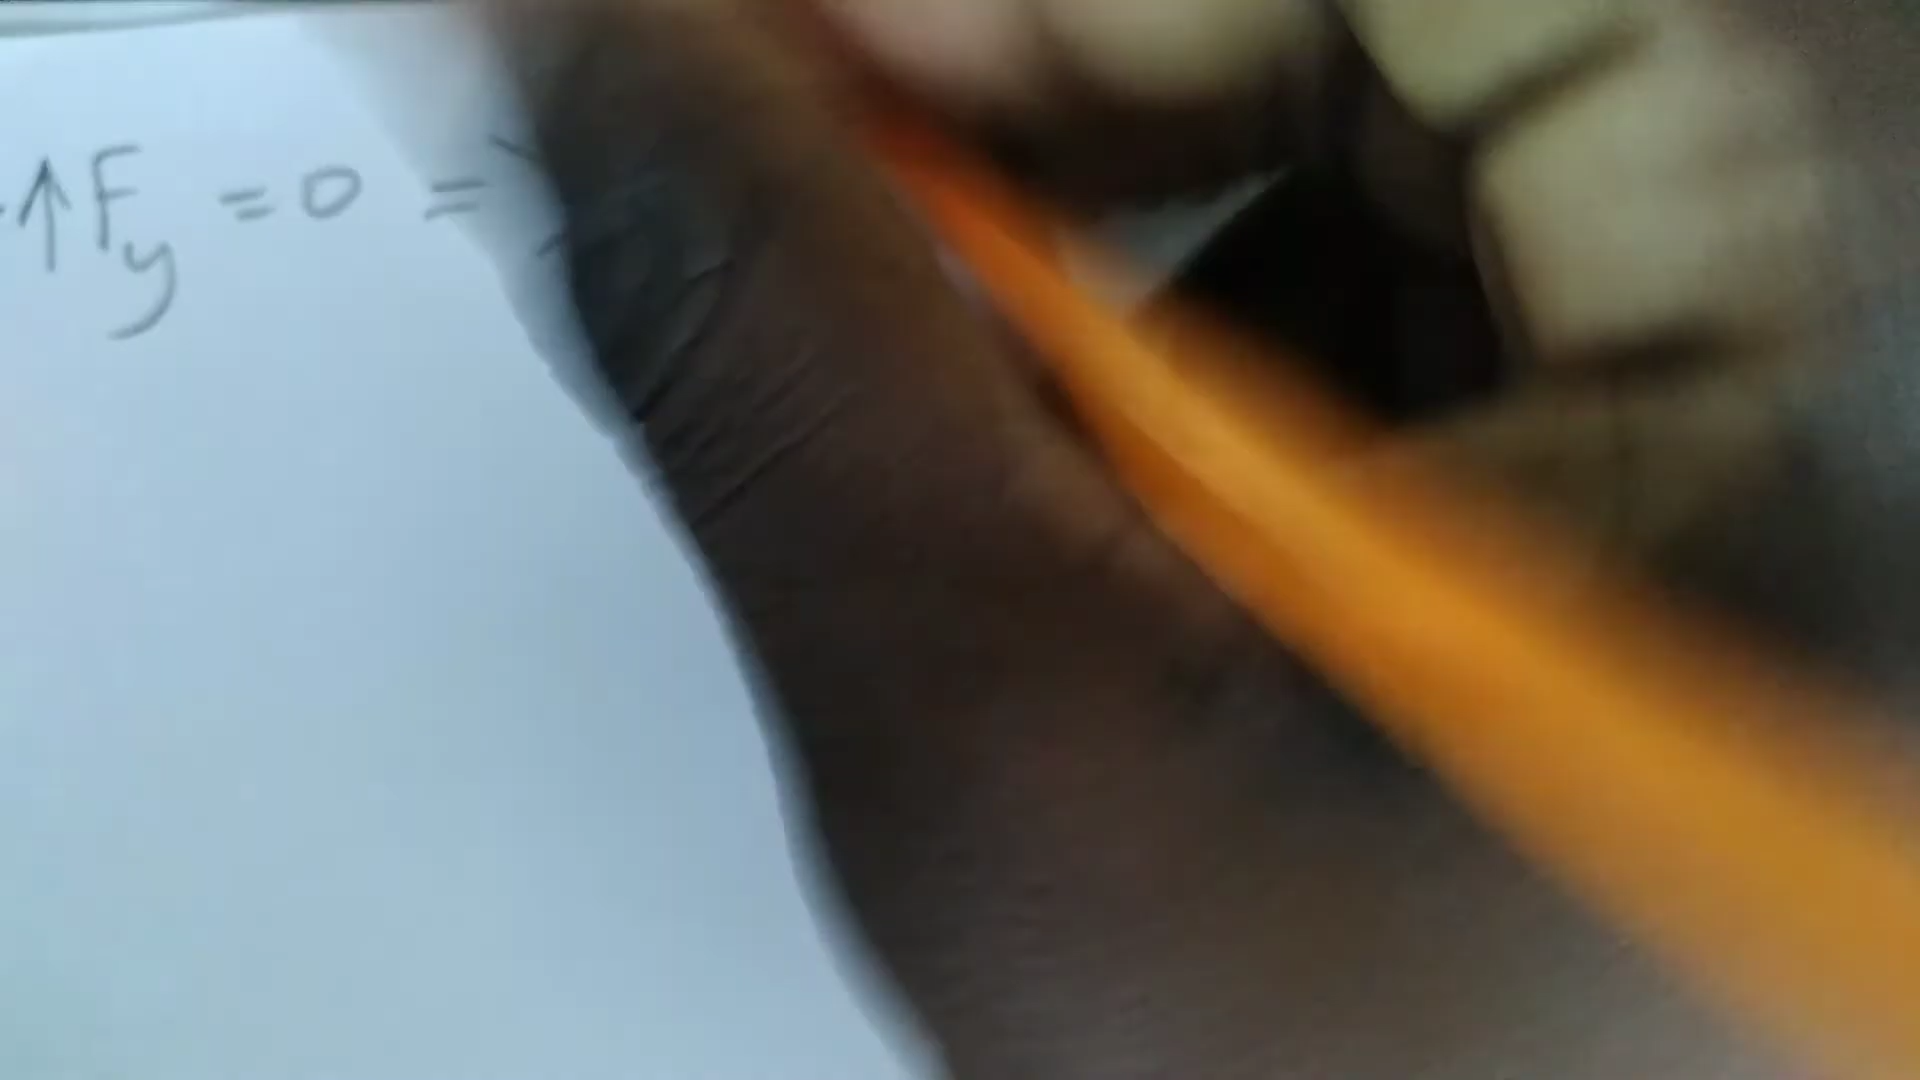 ↑Fy = 0 =